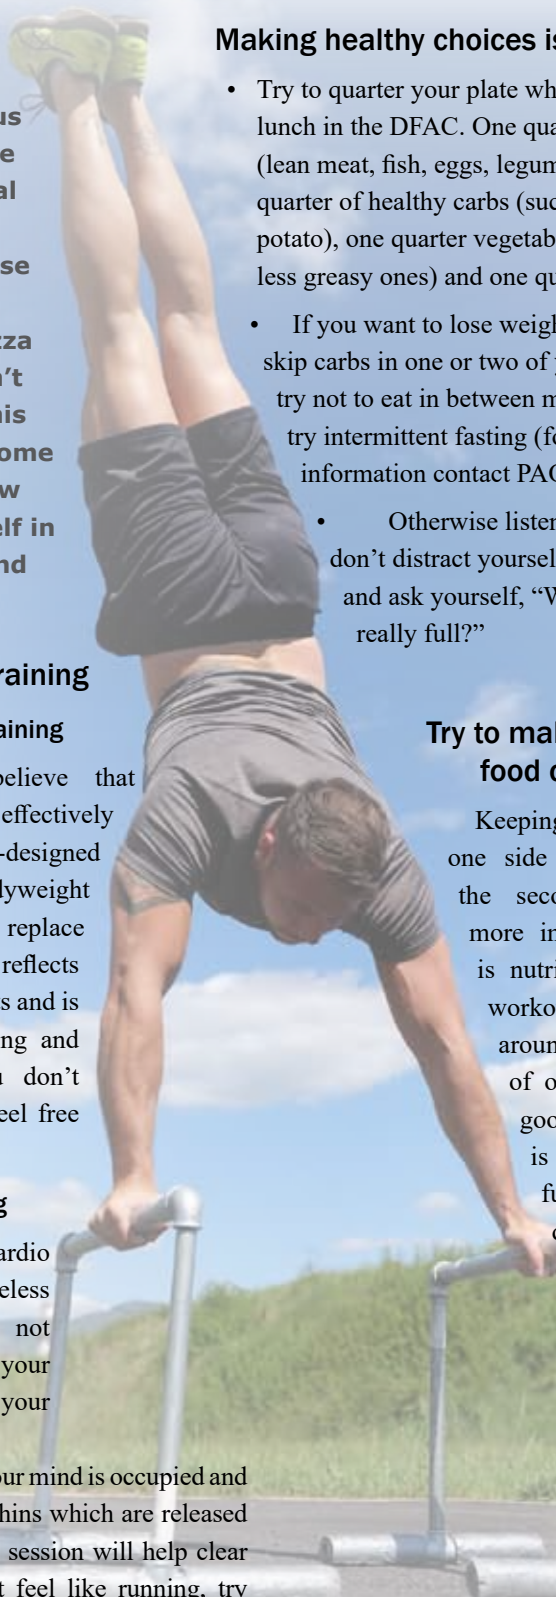 us
e
al
se
zza
n't
his
ome
w
elf in
nd
raining
aining
believe that
effectively
-designed
dyweight
replace
reflects
s and is
ng and
u don't
eel free
g
ardio
eless
not
your
your
our mind is occupied and
hins which are released
session will help clear
t feel like running, try
Making healthy choices is
• Try to quarter your plate wh
lunch in the DFAC. One qua
(lean meat, fish, eggs, legum
quarter of healthy carbs (suc
potato), one quarter vegetab
less greasy ones) and one qu
• If you want to lose weigh
skip carbs in one or two of y
try not to eat in between m
try intermittent fasting (fo
information contact PAO
• Otherwise listen
don't distract yourself
and ask yourself, “W
really full?”
Try to mal
food c
Keeping
one side
the seco
more in
is nutri
worko
aroun
of o
goo
is
fu